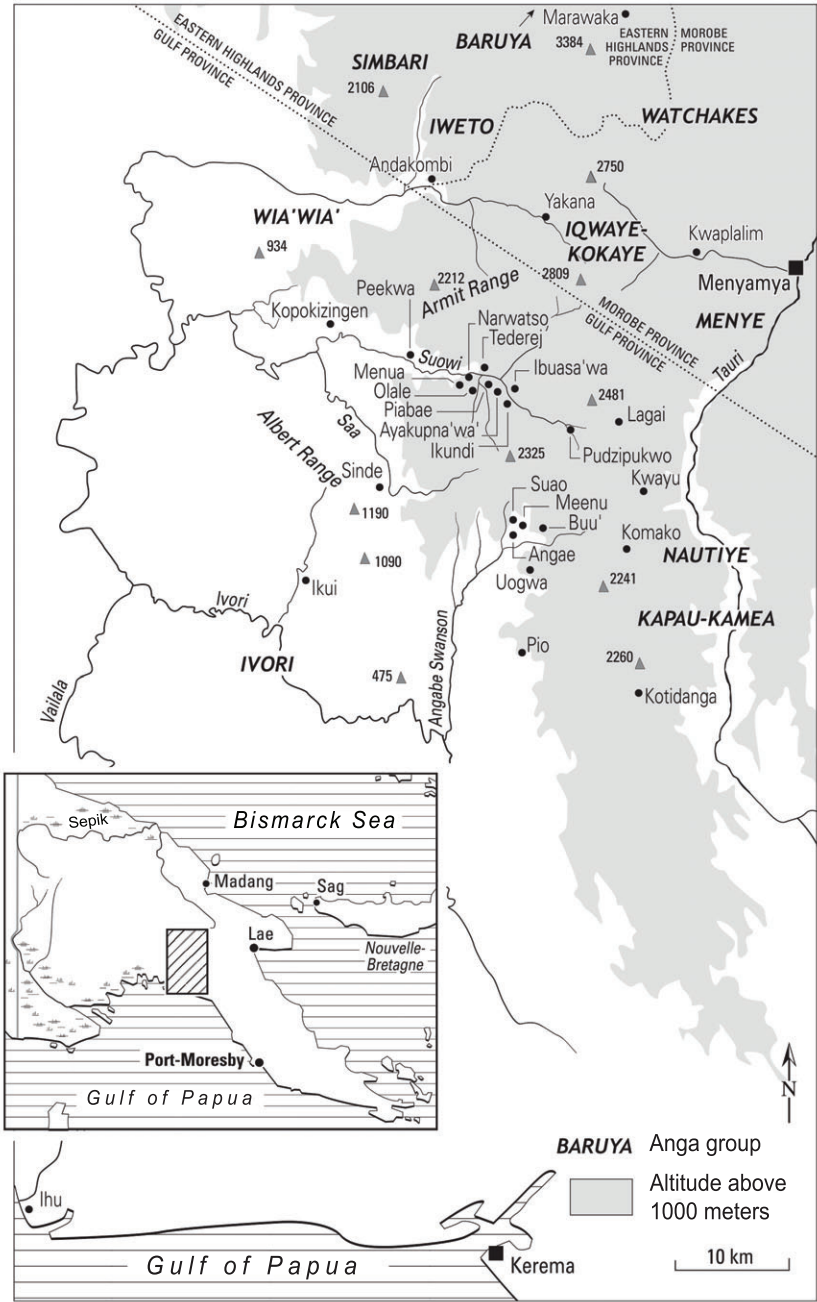 Marawaka
EASTERN HIGHLANDS PROVINCE
GULF PROVINCE
BARUYA
3384
EASTERN
HIGHLANDS
PROVINCE
MOROBE
PROVINCE
SIMBARI
2106
IWETO
WATCHAKES
Andakombi
2750
WIA'WIA'
Yakana
IQWAYE-
KOKAYE
Kwaplalim
934
2212
Armit Range
2809
Menyamya
Peekwa
Kopokizingen
MOROBE PROVINCE
GULF PROVINCE
MENYE
Narwatso
Tederej
Suowi
Tauri
Menua
Ibuasa'wa
Olale
2481
Piabae
Lagai
Albert Range
Saa
Ayakupna'wa'
Ikundi
2325
Pudzipukwo
Sinde
Suao
Kwayu
1190
Meenu
Buu'
Komako
1090
Angae
NAUTIYE
Ikui
Uogwa
2241
Ivori
KAPAU-KAMEA
IVORI
Angabe Swanson
Pio
2260
475
Kotidanga
Vailala
Sepik
Bismarck Sea
Madang
Sag
Lae
Nouvelle-
Bretagne
Port-Moresby
Gulf of Papua
N
BARUYA Anga group
Altitude above
1000 meters
Ihu
Gulf of Papua
Kerema
10 km